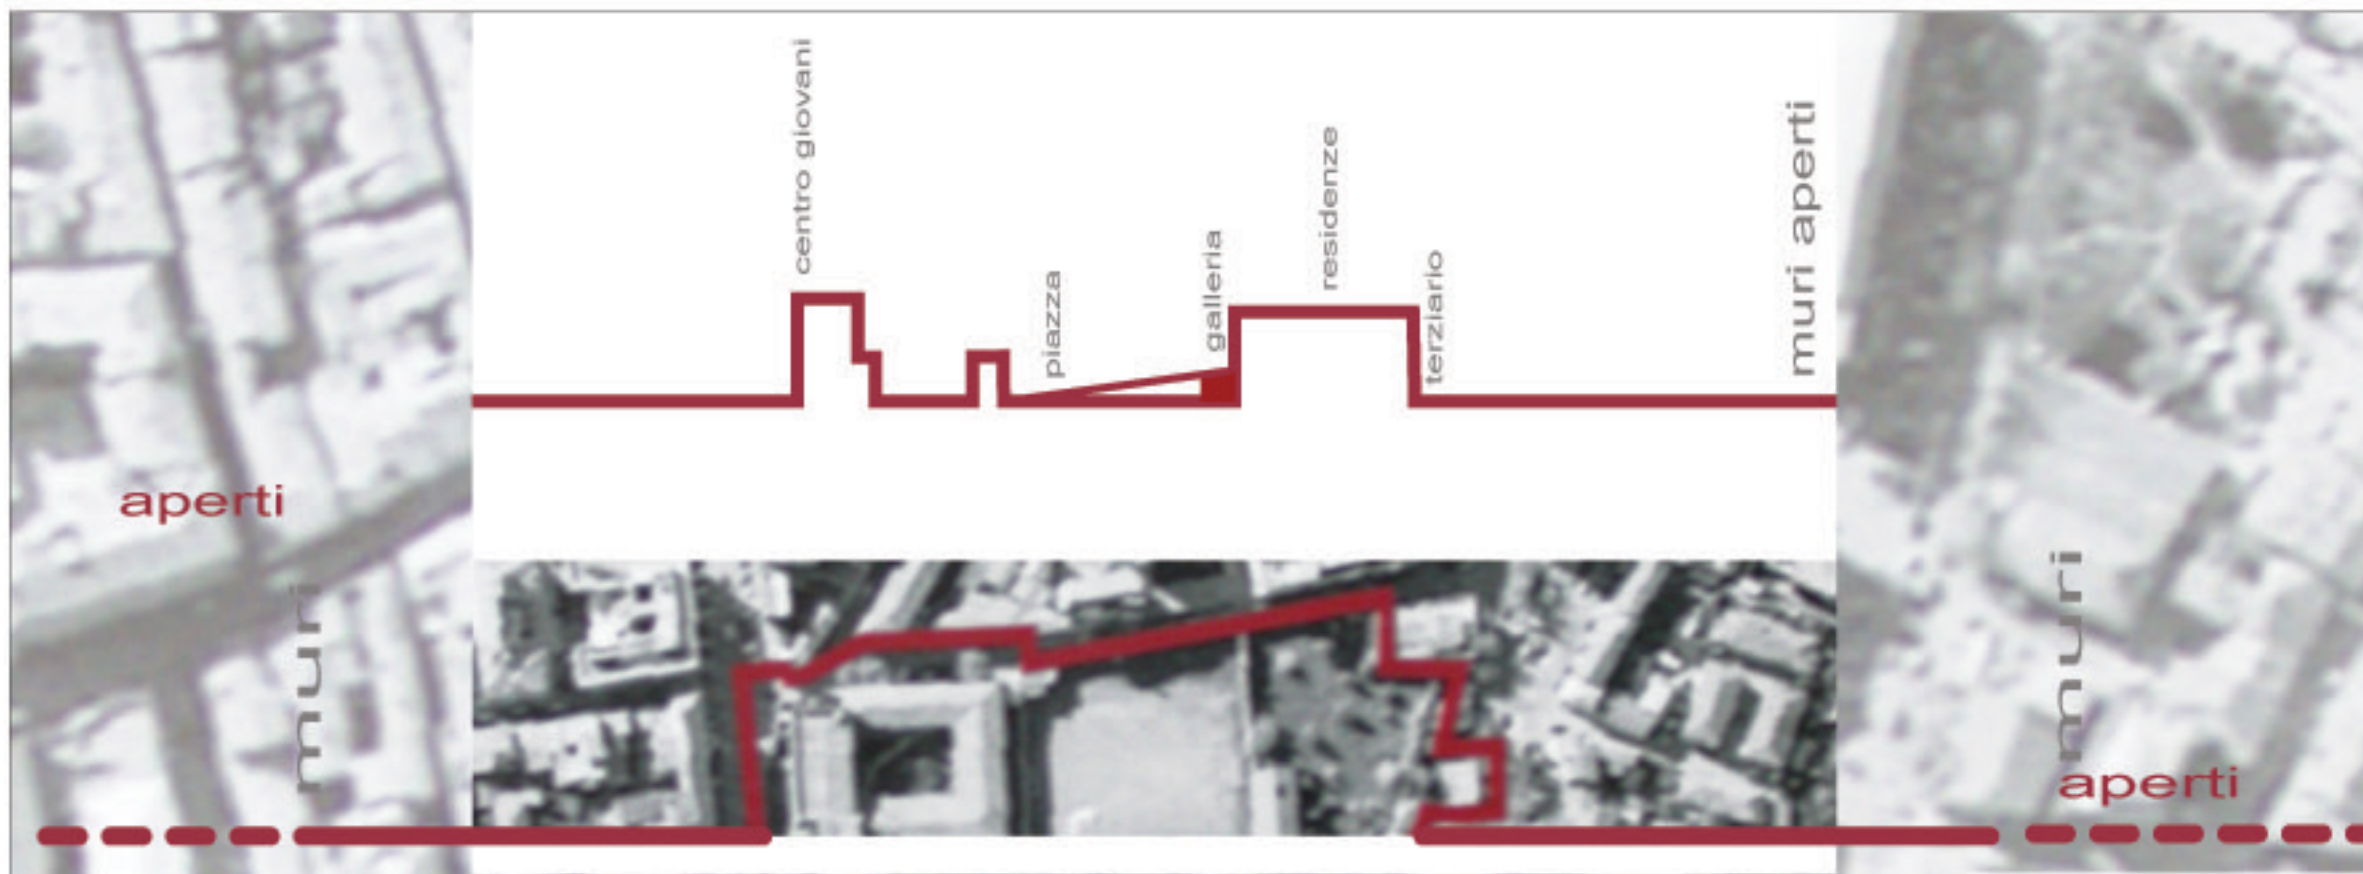 centro giovani
piazza
galleria
residenze
terziario
muri aperti
aperti
muri
muri
aperti